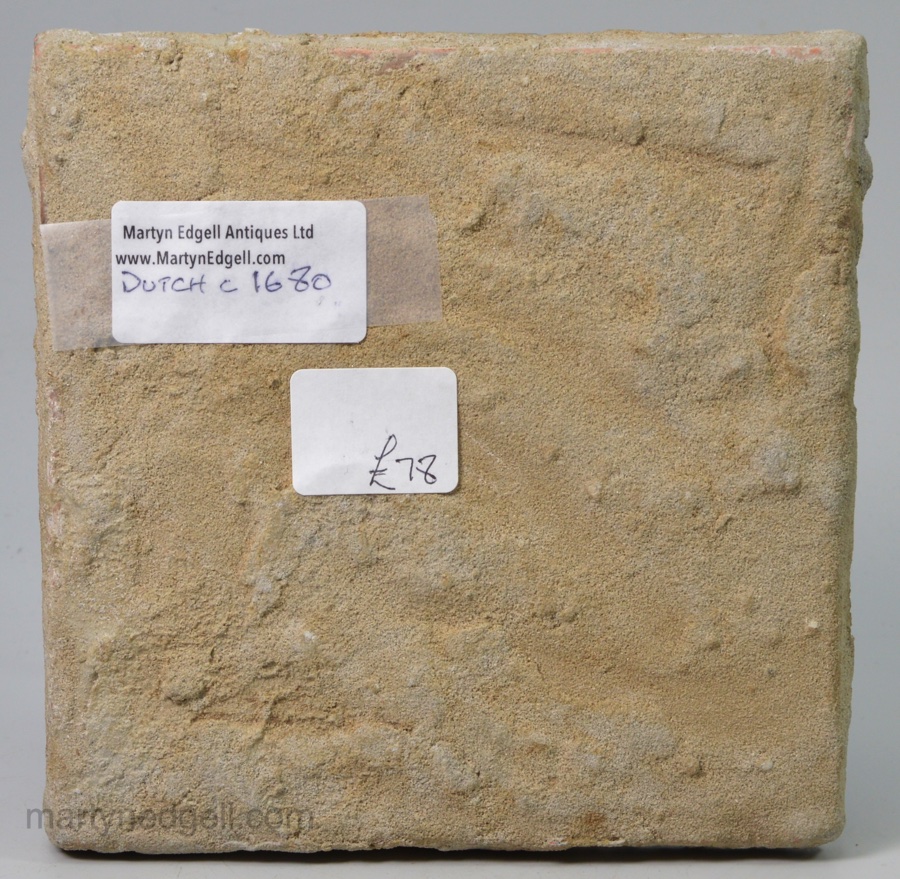 Martyn Edgell Antiques Ltd
www.MartynEdgell.com
DUTCH C 1680
£78
martynedgell.com